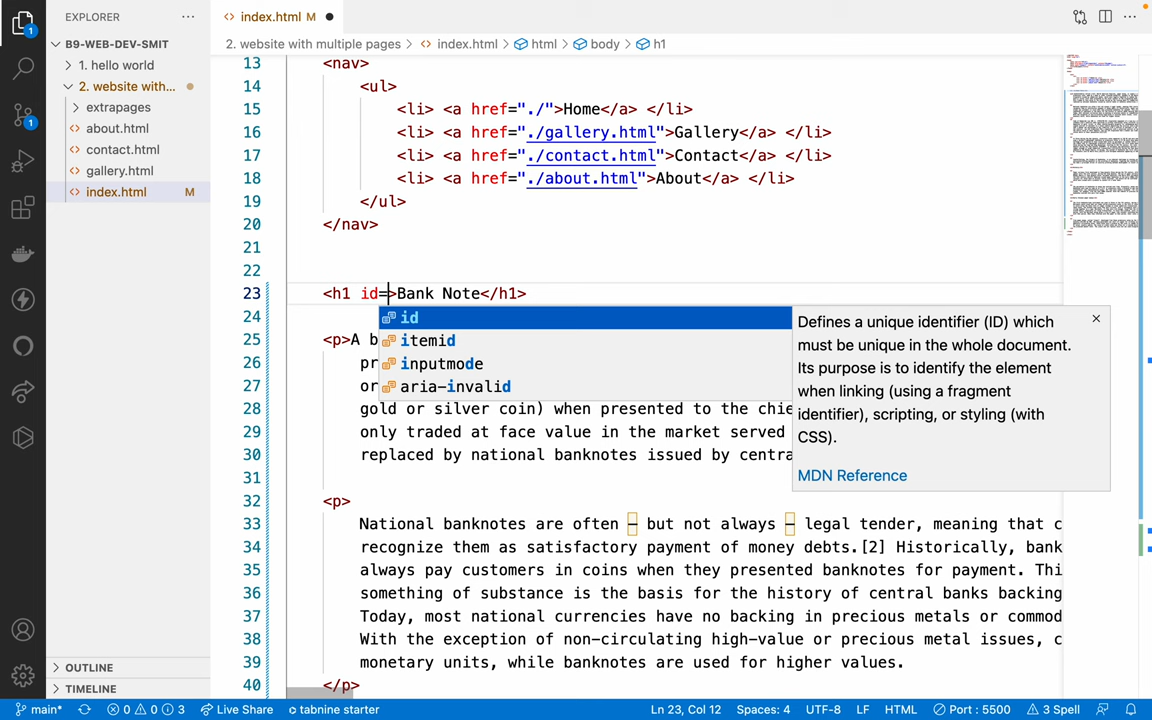 EXPLORER
index.html M
B9-WEB-DEV-SMIT
1. hello world
2. website with...
extrapages
about.html
contact.html
gallery.html
index.html M
OUTLINE
TIMELINE
2. website with multiple pages > index.html > html > body > h1
13 <nav>
14 <ul>
15 <li> <a href="./">Home</a> </li>
16 <li> <a href="./gallery.html">Gallery</a> </li>
17 <li> <a href="./contact.html">Contact</a> </li>
18 <li> <a href="./about.html">About</a> </li>
19 </ul>
20 </nav>
21
22
23 <h1 id=>Bank Note</h1>
24
25 <p>A b
26 pr
27 or
28 gold or silver coin) when presented to the chie
29 only traded at face value in the market served
30 replaced by national banknotes issued by centra
31
32 <p>
33 National banknotes are often – but not always – legal tender, meaning that c
34 recognize them as satisfactory payment of money debts.[2] Historically, bank
35 always pay customers in coins when they presented banknotes for payment. Thi
36 something of substance is the basis for the history of central banks backing
37 Today, most national currencies have no backing in precious metals or commod
38 With the exception of non-circulating high-value or precious metal issues, c
39 monetary units, while banknotes are used for higher values.
40 </p>
id
itemid
inputmode
aria-invalid
Defines a unique identifier (ID) which
must be unique in the whole document.
Its purpose is to identify the element
when linking (using a fragment
identifier), scripting, or styling (with
CSS).
MDN Reference
1
1
main* 0 0 3 Live Share tabnine starter Ln 23, Col 12 Spaces: 4 UTF-8 LF HTML Port : 5500 3 Spell